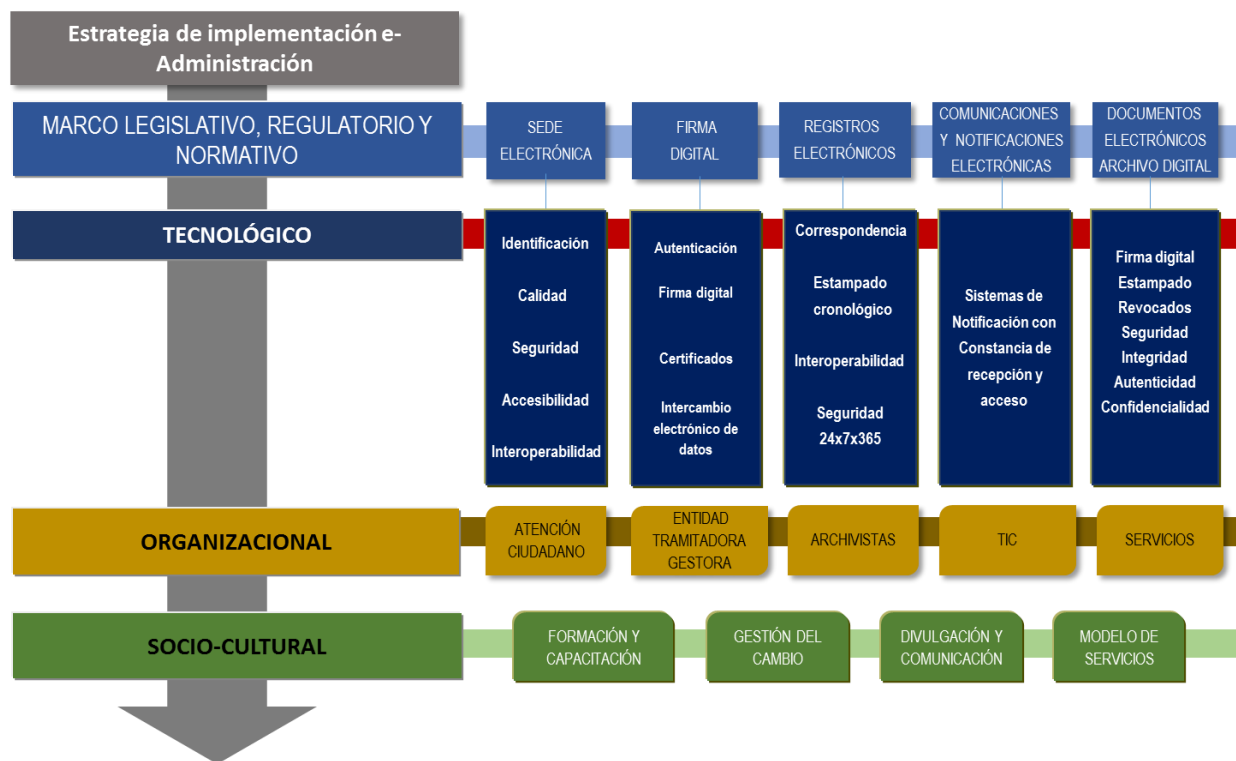 Estrategia de implementación e-
Administración
MARCO LEGISLATIVO, REGULATORIO Y
NORMATIVO
SEDE
ELECTRÓNICA
FIRMA
DIGITAL
REGISTROS
ELECTRÓNICOS
COMUNICACIONES
Y NOTIFICACIONES
ELECTRÓNICAS
DOCUMENTOS
ELECTRÓNICOS
ARCHIVO DIGITAL
TECNOLÓGICO
Identificación
Calidad
Seguridad
Accesibilidad
Interoperabilidad
Autenticación
Firma digital
Certificados
Intercambio
electrónico de
datos
Correspondencia
Estampado
cronológico
Interoperabilidad
Seguridad
24x7x365
Sistemas de
Notificación con
Constancia de
recepción y
acceso
Firma digital
Estampado
Revocados
Seguridad
Integridad
Autenticidad
Confidencialidad
ORGANIZACIONAL
ATENCIÓN
CIUDADANO
ENTIDAD
TRAMITADORA
GESTORA
ARCHIVISTAS
TIC
SERVICIOS
SOCIO-CULTURAL
FORMACIÓN Y
CAPACITACIÓN
GESTIÓN DEL
CAMBIO
DIVULGACIÓN Y
COMUNICACIÓN
MODELO DE
SERVICIOS